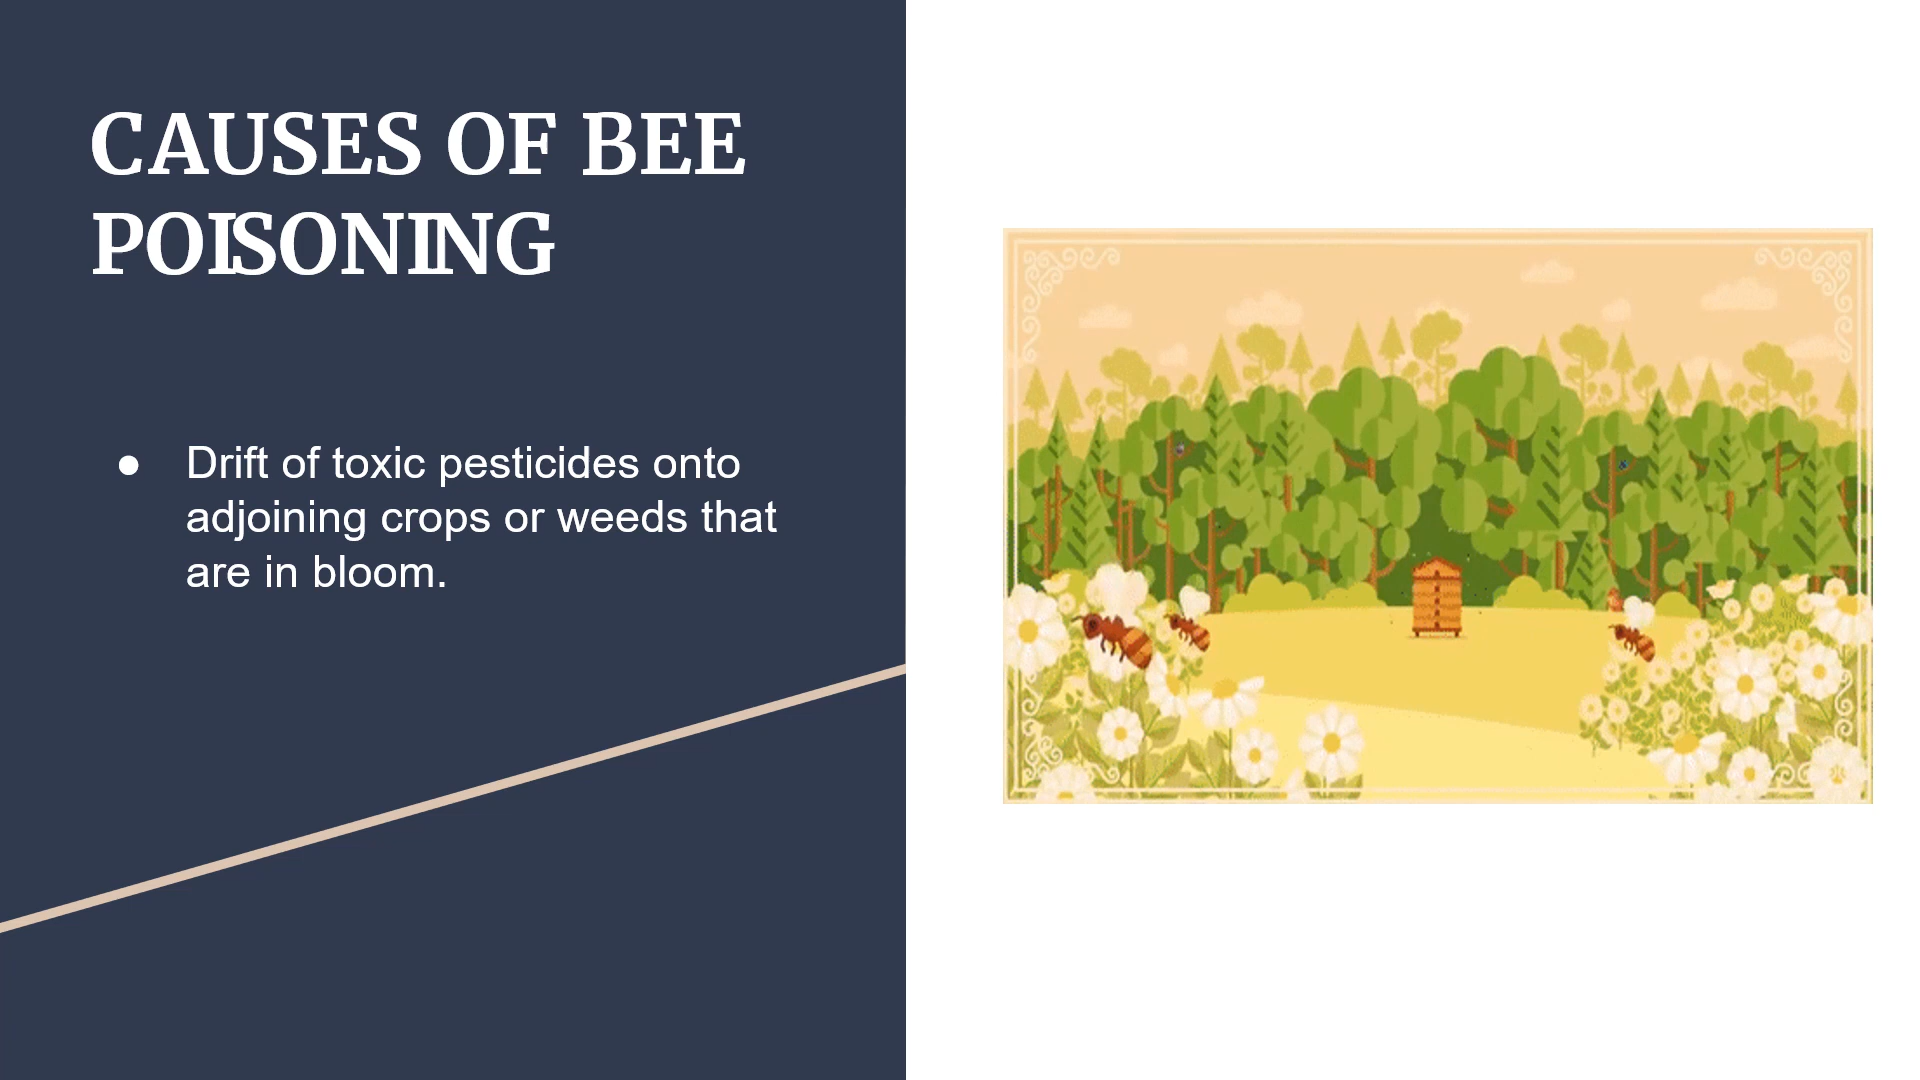 CAUSES OF BEE
POISONING
● Drift of toxic pesticides onto
adjoining crops or weeds that
are in bloom.